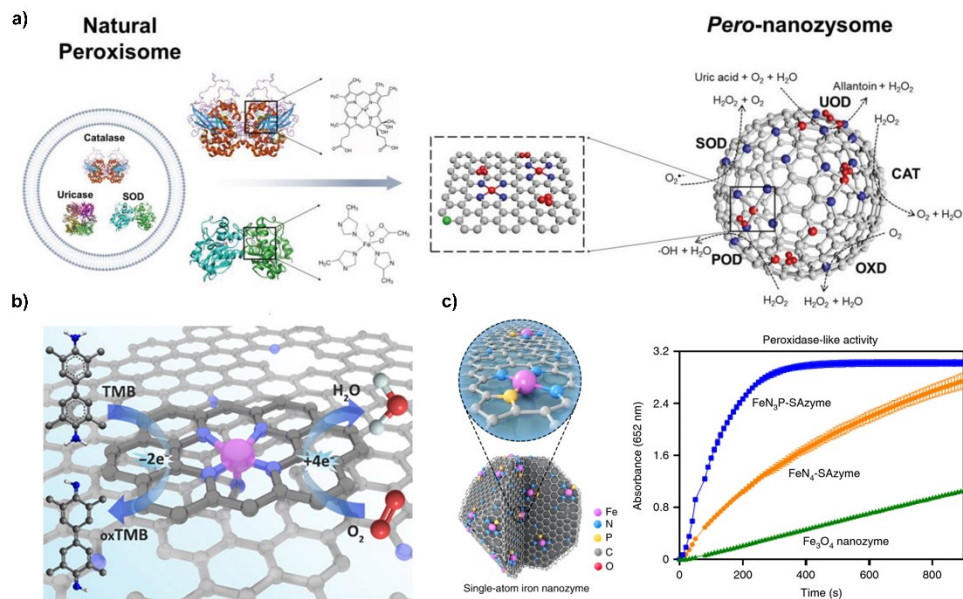 a)
Natural
Peroxisome
Pero-nanozysome
Catalase
Uricase
SOD
Uric acid + O₂ + H₂O
UOD
Allantoin + H₂O₂
H₂O₂ + O₂
H₂O₂
SOD
O₂•⁻
CAT
O₂ + H₂O
O₂
·OH + H₂O
POD
OXD
H₂O₂
H₂O₂ + H₂O
b)
TMB
H₂O
−2e⁻
+4e⁻
oxTMB
O₂
c)
Fe
N
P
C
O
Single-atom iron nanozyme
Peroxidase-like activity
Absorbance (652 nm)
3.2
2.4
1.6
0.8
0
FeN₃P-SAzyme
FeN₄-SAzyme
Fe₃O₄ nanozyme
0
200
400
600
800
Time (s)